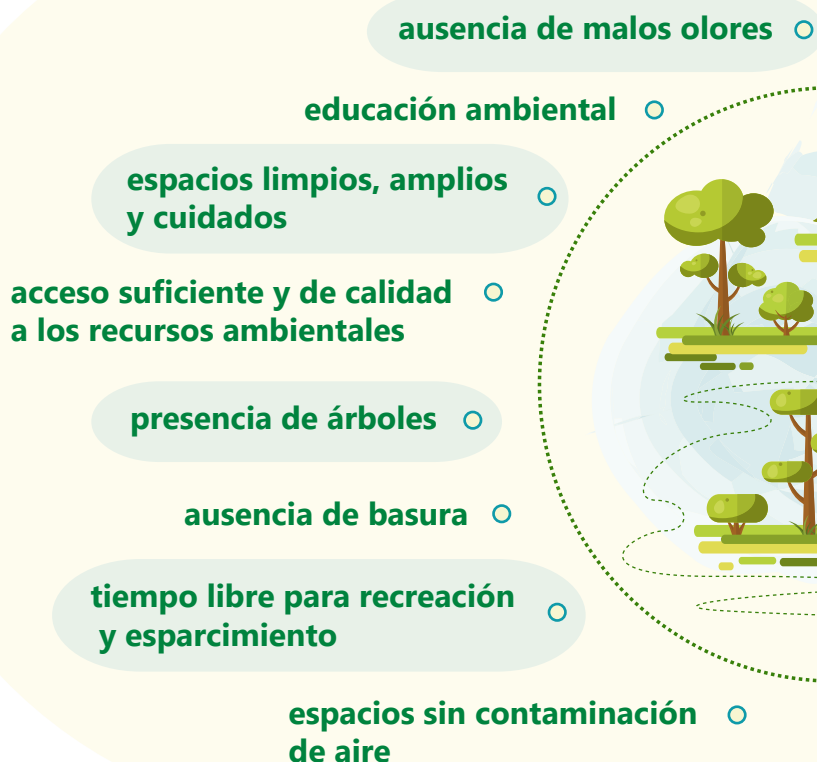 ausencia de malos olores
educación ambiental
espacios limpios, amplios
y cuidados
acceso suficiente y de calidad
a los recursos ambientales
presencia de árboles
ausencia de basura
tiempo libre para recreación
y esparcimiento
espacios sin contaminación
de aire